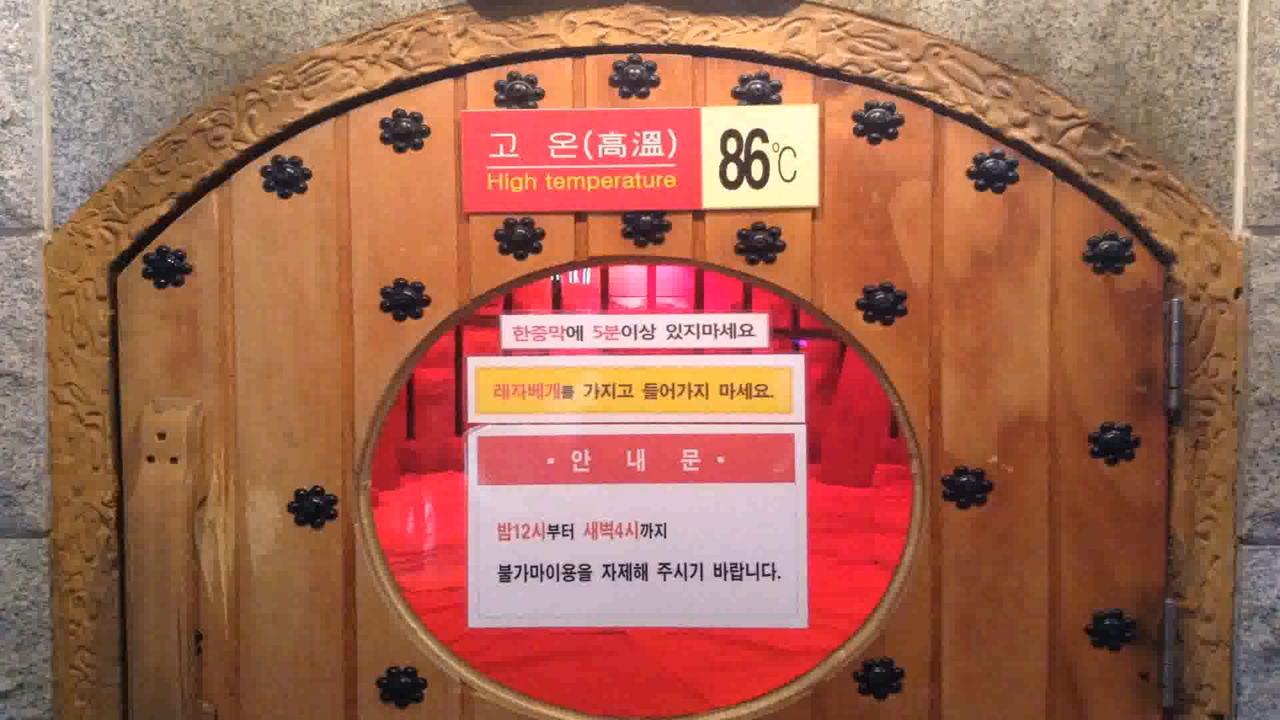 고 온(高溫)
High temperature
86℃
한증막에 5분이상 있지마세요
레자베개를 가지고 들어가지 마세요.
• 안 내 문 •
밤12시부터 새벽4시까지
불가마이용을 자제해 주시기 바랍니다.